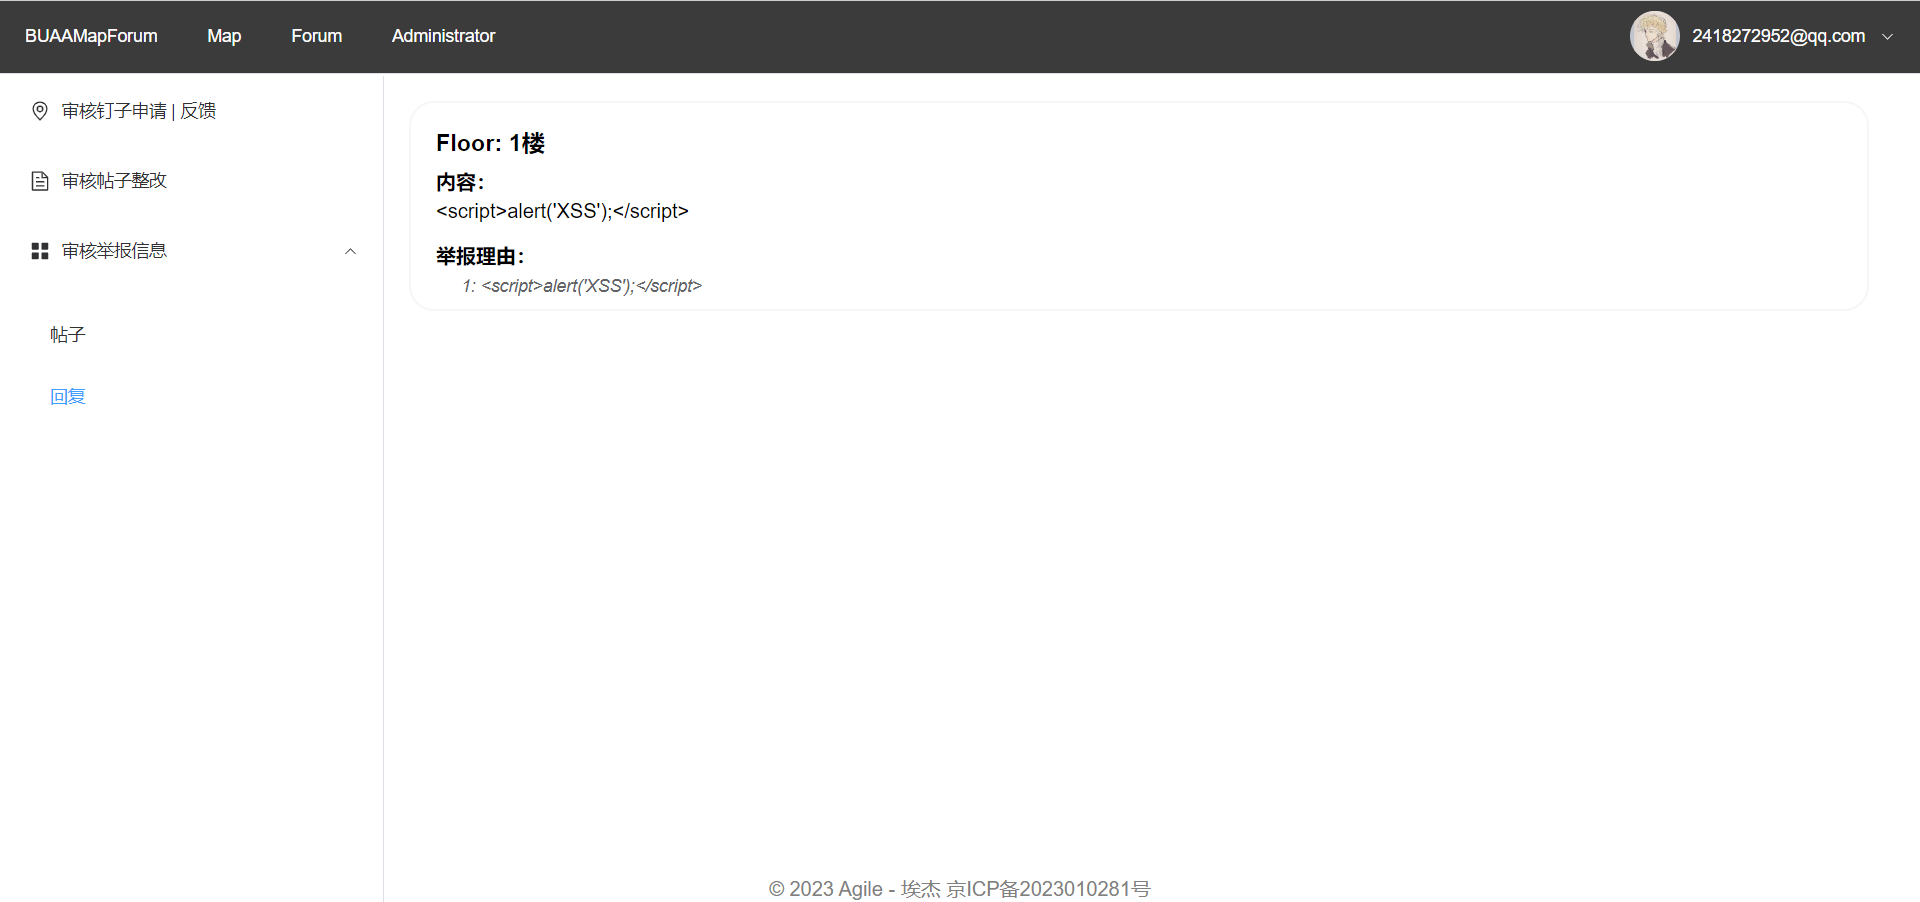 BUAAMapForum Map Forum Administrator 2418272952@qq.com
审核钉子申请 | 反馈
审核帖子整改
审核举报信息
帖子
回复
Floor: 1楼
内容：
<script>alert('XSS');</script>
举报理由：
1: <script>alert('XSS');</script>
© 2023 Agile - 埃杰 京ICP备2023010281号